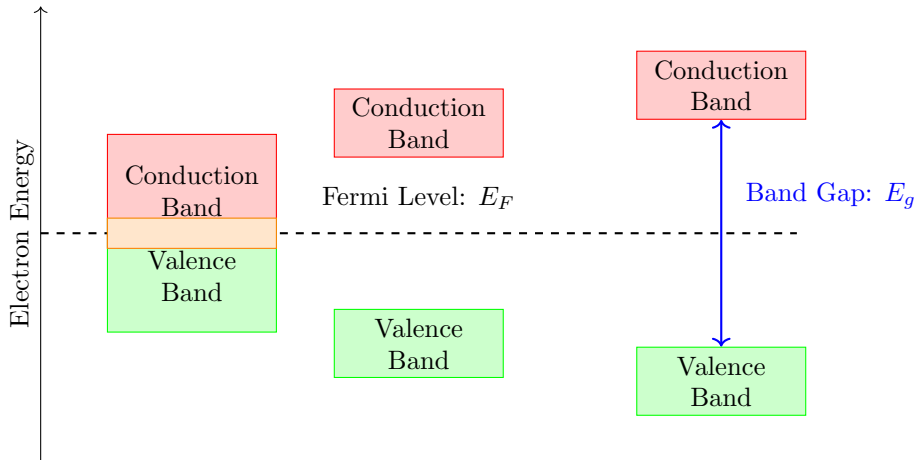 Electron Energy
Conduction
Band
Valence
Band
Conduction
Band
Fermi Level: E_F
Valence
Band
Conduction
Band
Band Gap: E_g
Valence
Band